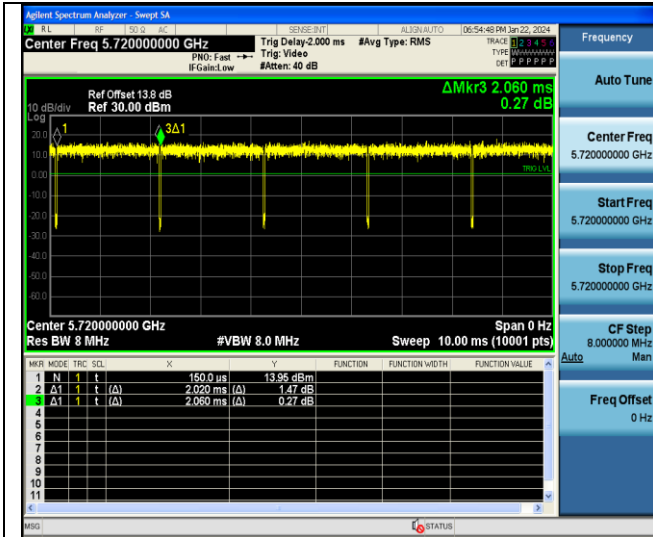 Agilent Spectrum Analyzer - Swept SA
RL RF 50 Ω AC SENSE:INT ALIGNAUTO 06:54:48 PM Jan 22, 2024
Center Freq 5.720000000 GHz
PNO: Fast
IFGain:Low
Trig Delay-2.000 ms
Trig: Video
#Atten: 40 dB
#Avg Type: RMS
TRACE 1 2 3 4 5 6
TYPE
DET P P P P P P
ΔMkr3 2.060 ms
0.27 dB
Ref Offset 13.8 dB
10 dB/div Ref 30.00 dBm
Log
1
3Δ1
20.0
10.0
0.00
TRIG LVL
-10.0
-20.0
-30.0
-40.0
-50.0
-60.0
Center 5.720000000 GHz Span 0 Hz
Res BW 8 MHz #VBW 8.0 MHz Sweep 10.00 ms (10001 pts)
MKR MODE TRC SCL X Y FUNCTION FUNCTION WIDTH FUNCTION VALUE
1 N 1 t 150.0 µs 13.95 dBm
2 Δ1 1 t (Δ) 2.020 ms (Δ) 1.47 dB
3 Δ1 1 t (Δ) 2.060 ms (Δ) 0.27 dB
4
5
6
7
8
9
10
11
MSG STATUS
Frequency
Auto Tune
Center Freq
5.720000000 GHz
Start Freq
5.720000000 GHz
Stop Freq
5.720000000 GHz
CF Step
8.000000 MHz
Auto Man
Freq Offset
0 Hz